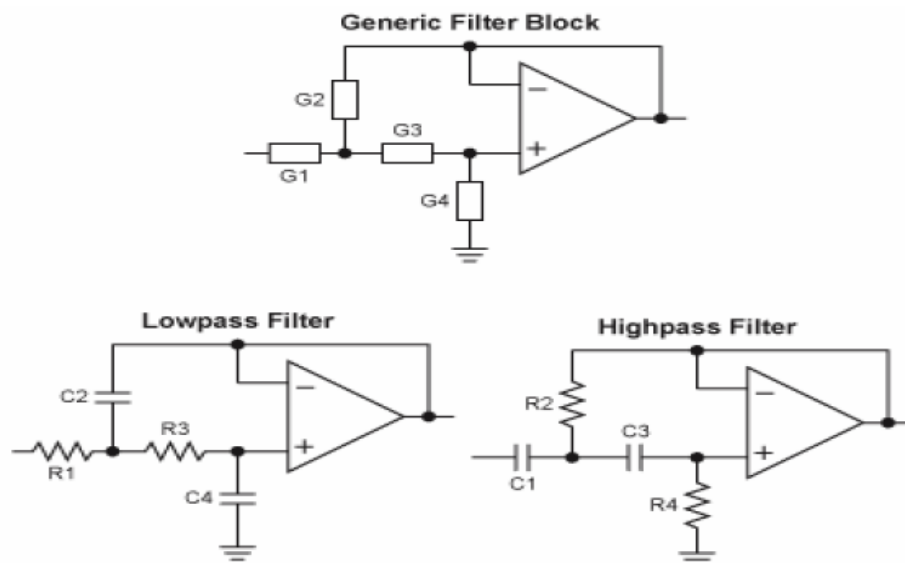 Generic Filter Block
G2
G3
G1
G4
−
+
Lowpass Filter
C2
R3
R1
C4
−
+
Highpass Filter
R2
C3
C1
R4
−
+